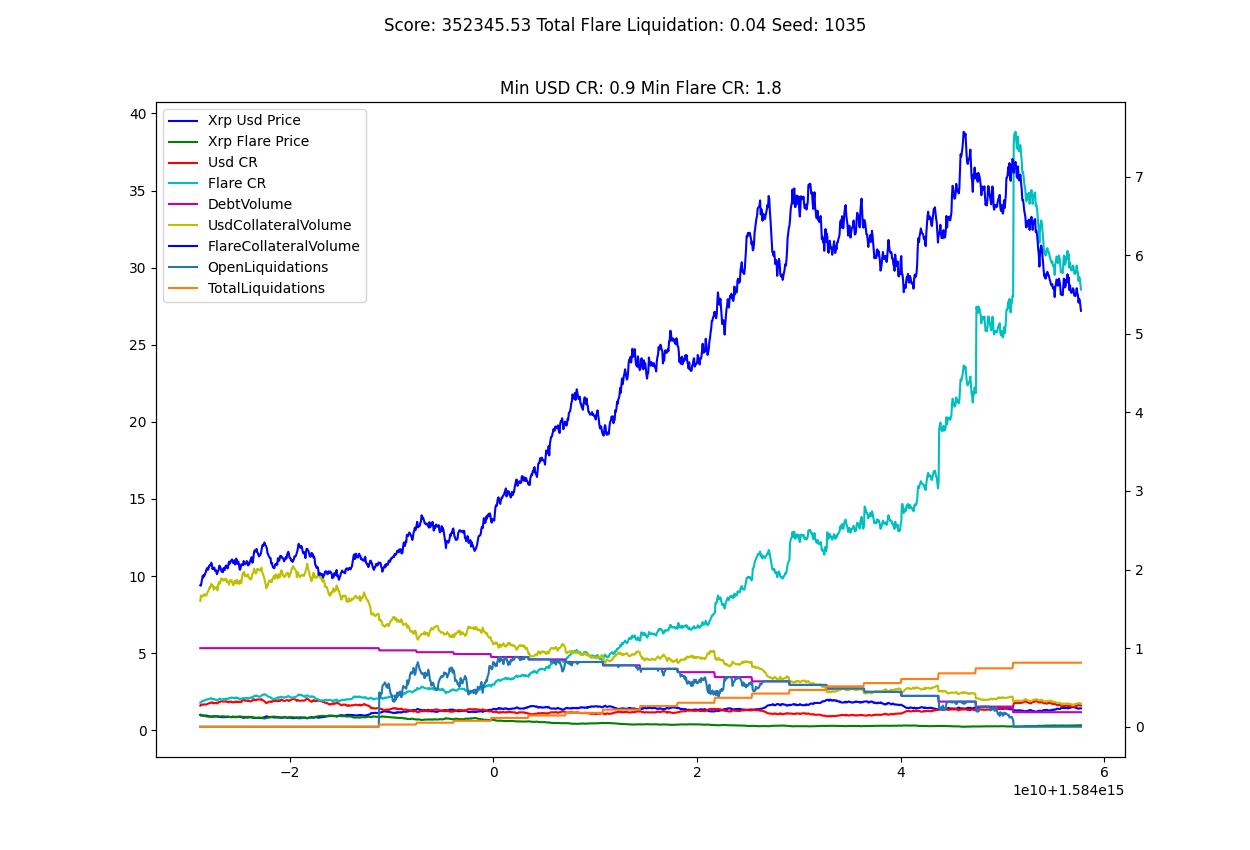 Score: 352345.53 Total Flare Liquidation: 0.04 Seed: 1035
Min USD CR: 0.9 Min Flare CR: 1.8
Xrp Usd Price
Xrp Flare Price
Usd CR
Flare CR
DebtVolume
UsdCollateralVolume
FlareCollateralVolume
OpenLiquidations
TotalLiquidations
40
35
30
25
20
15
10
5
0
7
6
5
4
3
2
1
0
−2 0 2 4 6
1e10+1.584e15